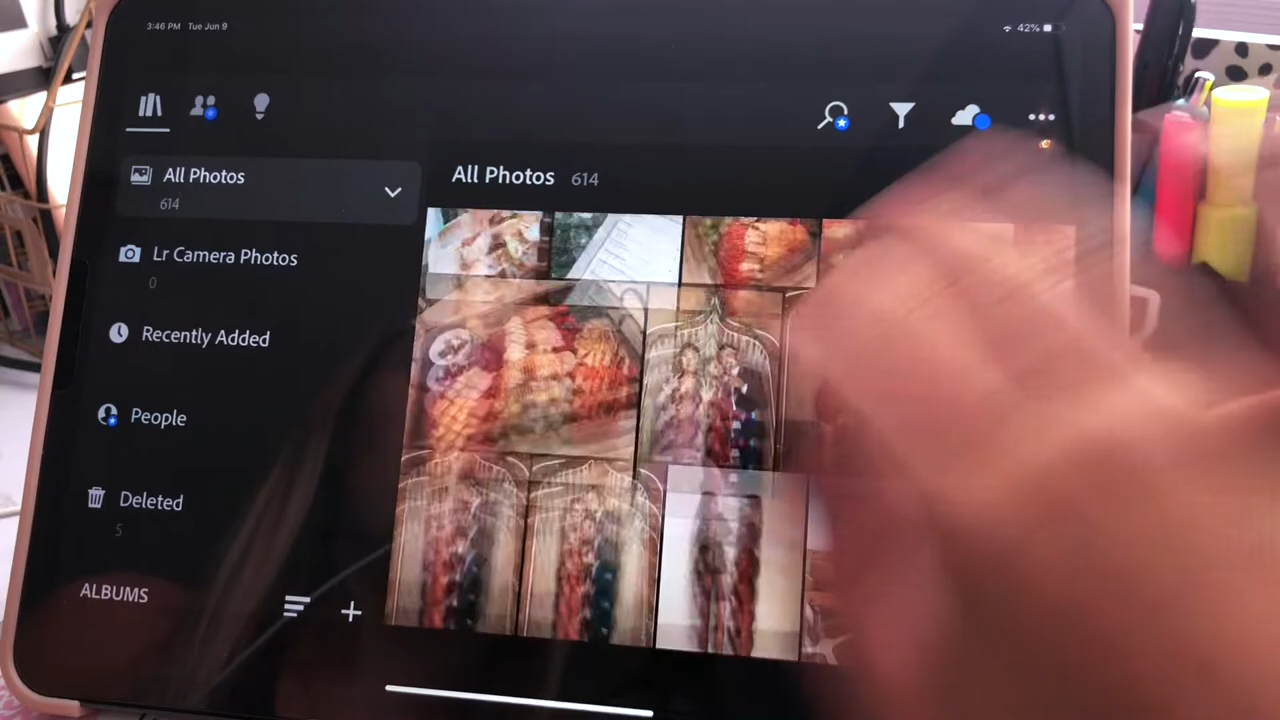 3:46 PM Tue Jun 9
42%
All Photos
614
All Photos 614
Lr Camera Photos
0
Recently Added
People
Deleted
5
ALBUMS